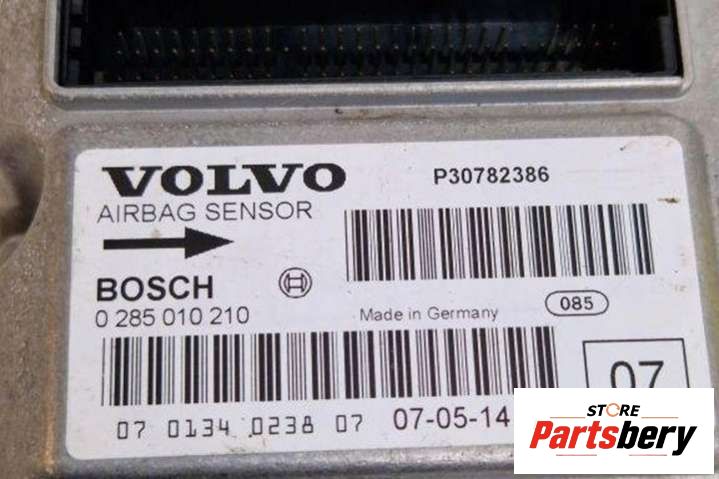 VOLVO
P30782386
AIRBAG SENSOR
BOSCH
0 285 010 210
Made in Germany
085
07 0134 0238 07
07-05-14
07
STORE
Partsbery